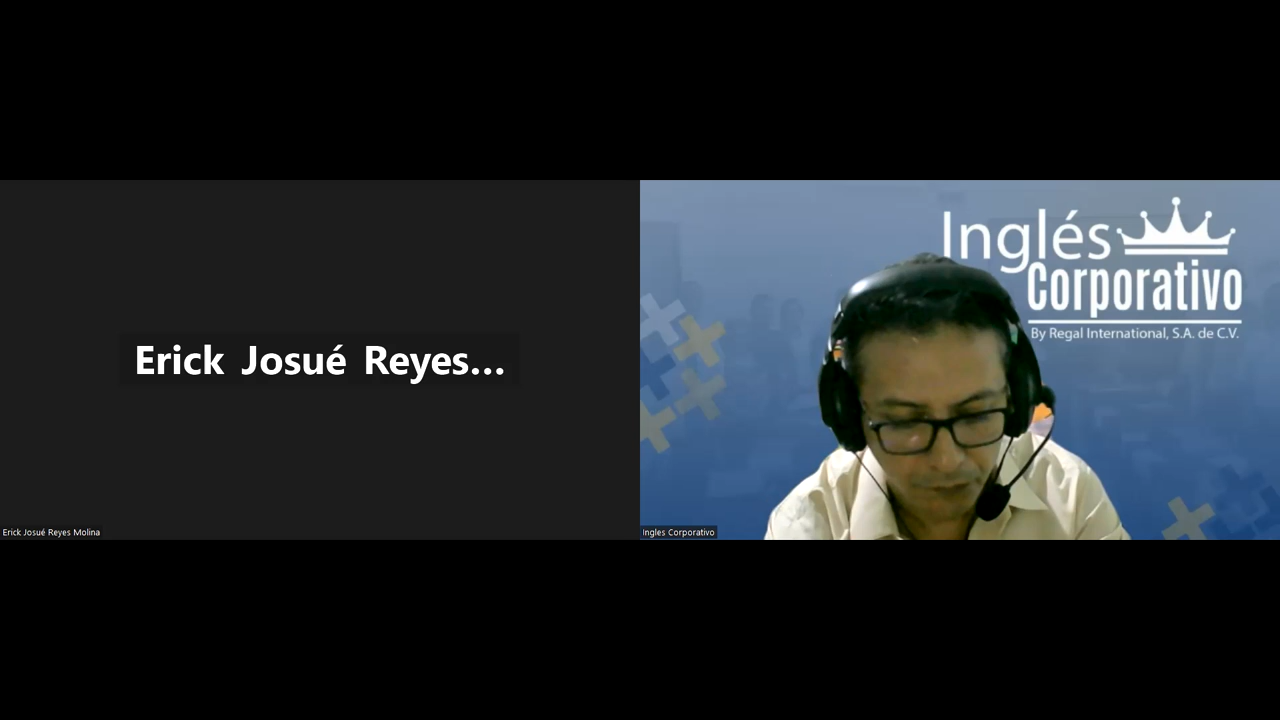 Erick Josué Reyes...
Erick Josué Reyes Molina
Inglés
Corporativo
By Regal International, S.A. de C.V.
Ingles Corporativo